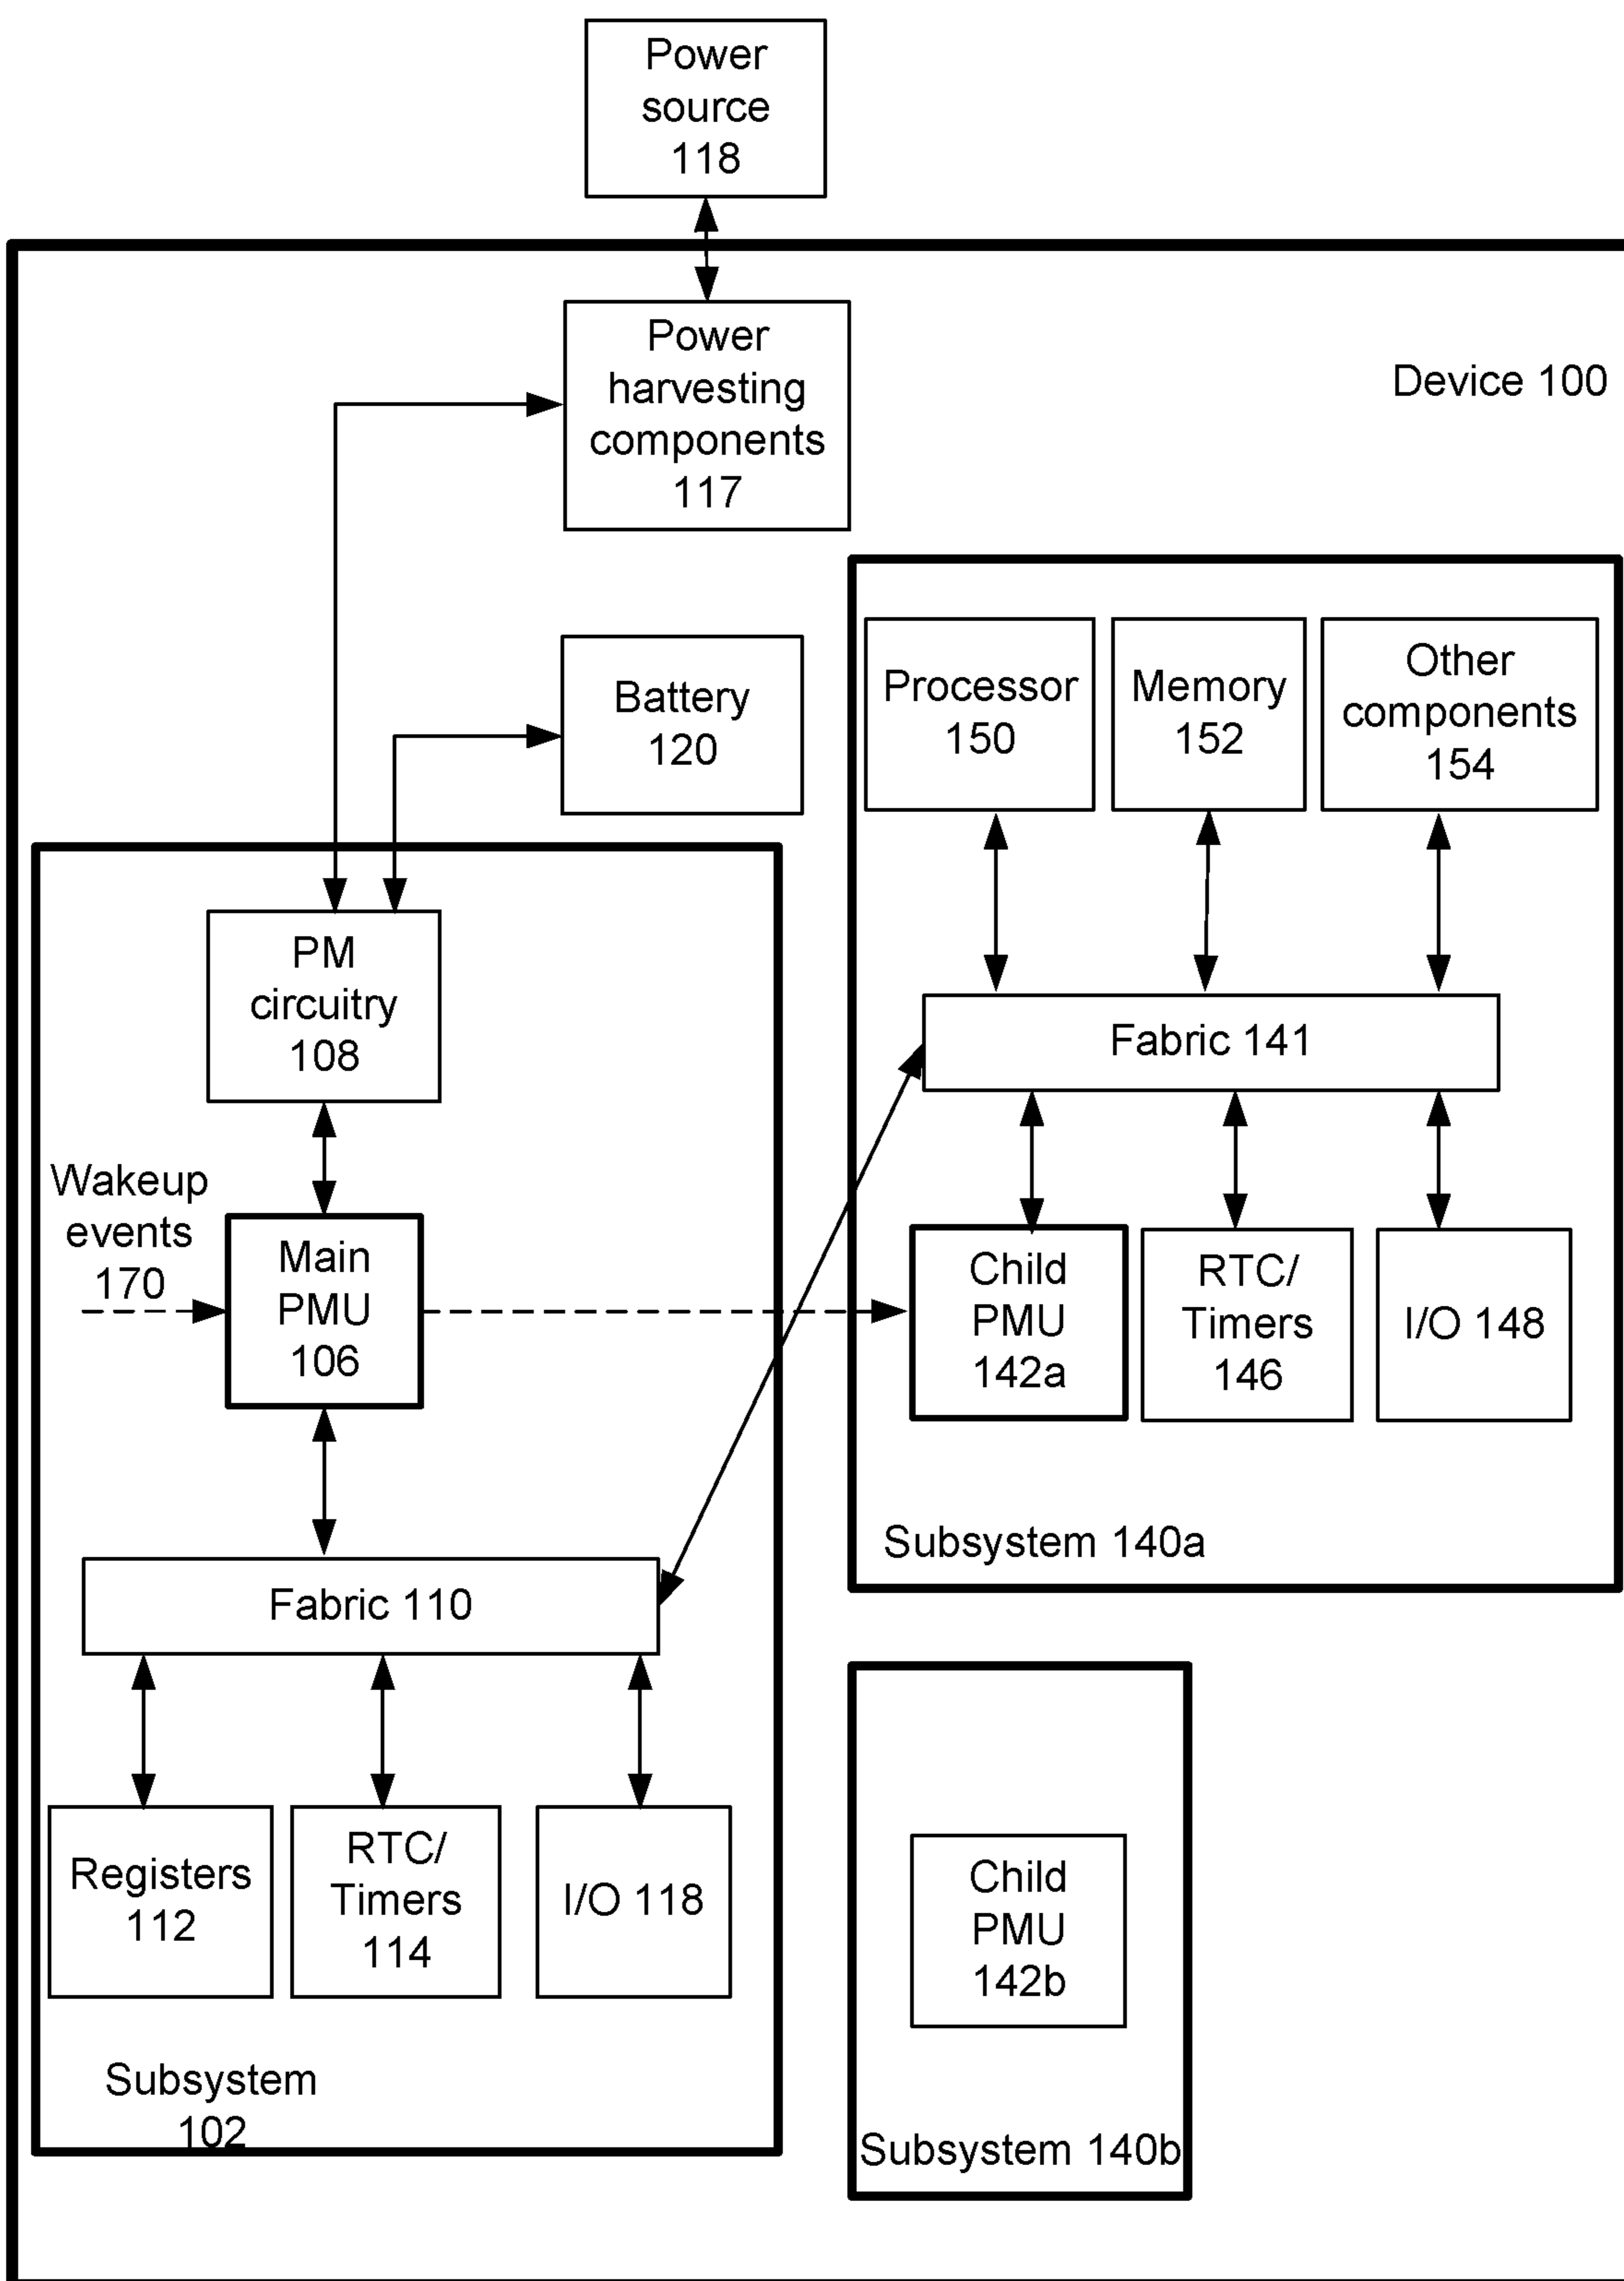 Power
source
118
Power
harvesting
components
117
Device 100
Battery
120
Processor
150
Memory
152
Other
components
154
PM
circuitry
108
Fabric 141
Wakeup
events
170
Main
PMU
106
Child
PMU
142a
RTC/
Timers
146
I/O 148
Subsystem 140a
Fabric 110
Registers
112
RTC/
Timers
114
I/O 118
Child
PMU
142b
Subsystem
102
Subsystem 140b